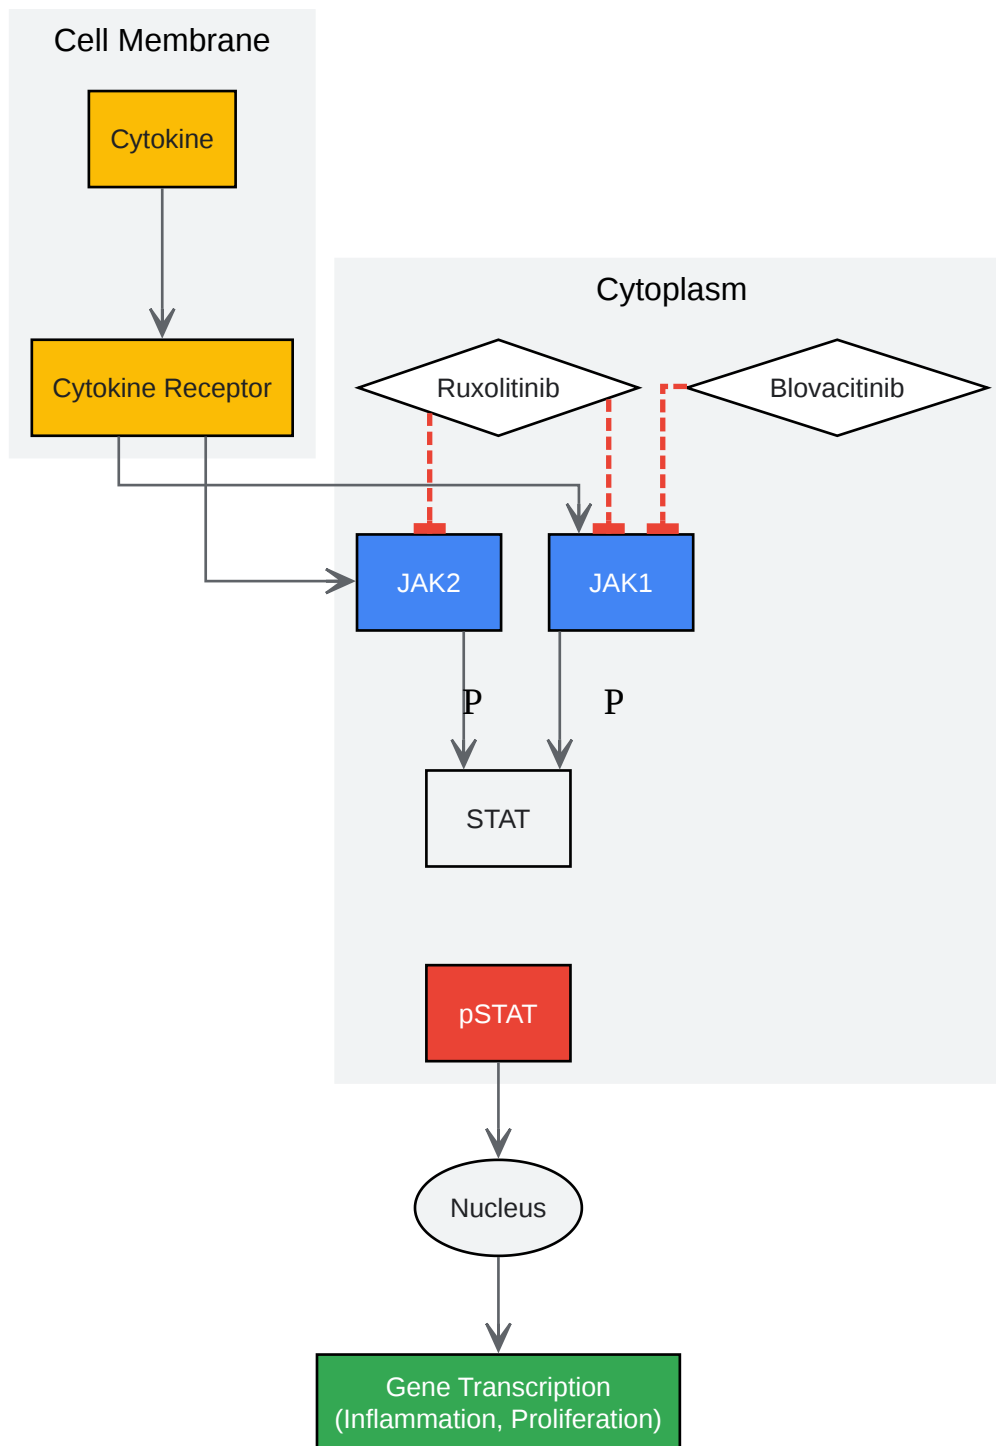 Cell Membrane
Cytokine
Cytokine Receptor
Cytoplasm
Ruxolitinib
Blovacitinib
JAK2
JAK1
P
P
STAT
pSTAT
Nucleus
Gene Transcription
(Inflammation, Proliferation)